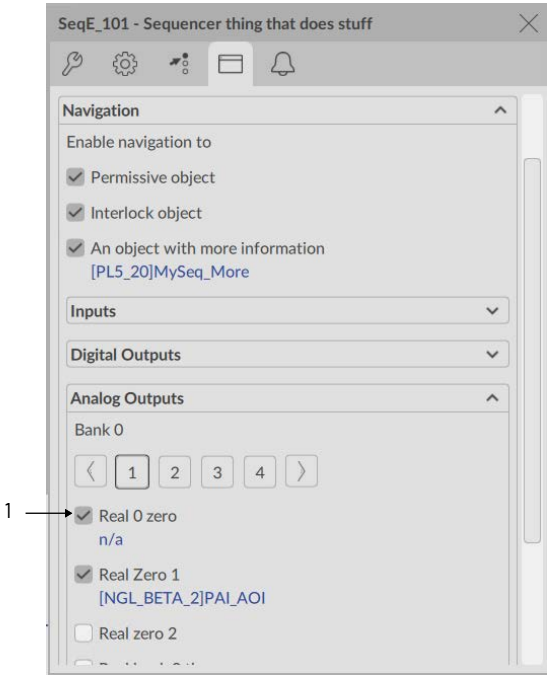 SeqE_101 - Sequencer thing that does stuff
Navigation
Enable navigation to
Permissive object
Interlock object
An object with more information
[PL5_20]MySeq_More
Inputs
Digital Outputs
Analog Outputs
Bank 0
1 2 3 4
1
Real 0 zero
n/a
Real Zero 1
[NGL_BETA_2]PAI_AOI
Real zero 2